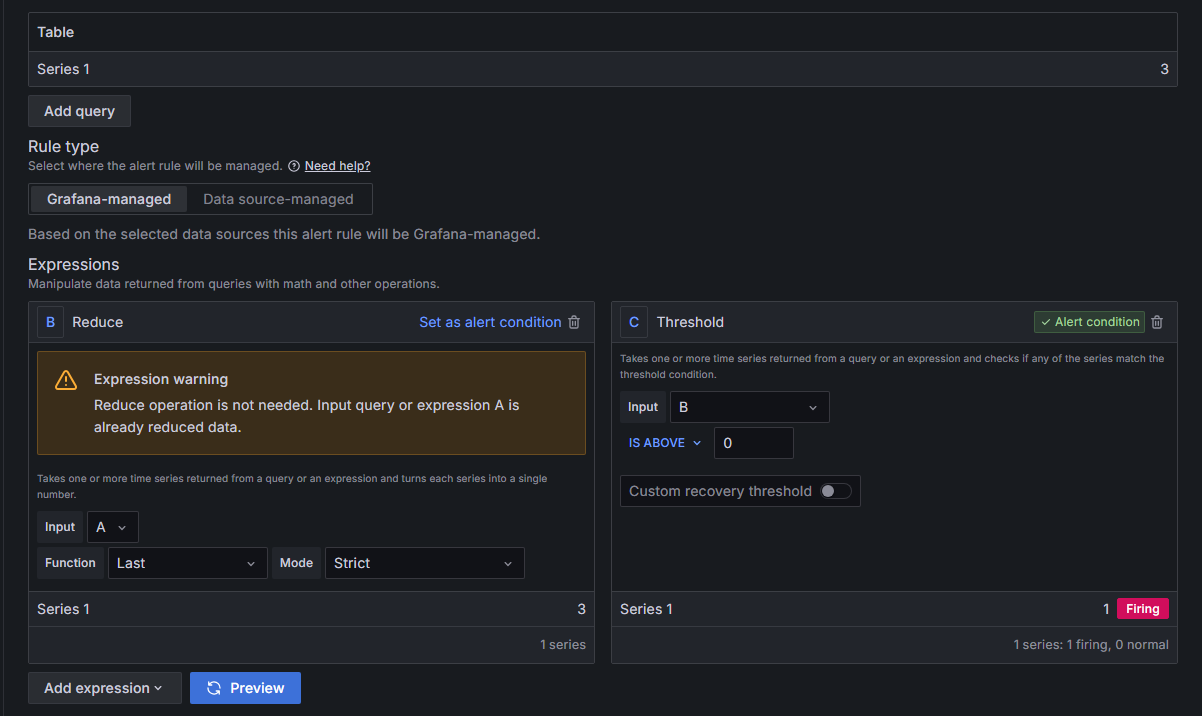 Table
Series 1 3
Add query
Rule type
Select where the alert rule will be managed. Need help?
Grafana-managed Data source-managed
Based on the selected data sources this alert rule will be Grafana-managed.
Expressions
Manipulate data returned from queries with math and other operations.
B Reduce Set as alert condition
Expression warning
Reduce operation is not needed. Input query or expression A is
already reduced data.
Takes one or more time series returned from a query or an expression and turns each series into a single
number.
Input A
Function Last Mode Strict
Series 1 3
1 series
C Threshold Alert condition
Takes one or more time series returned from a query or an expression and checks if any of the series match the
threshold condition.
Input B
IS ABOVE 0
Custom recovery threshold
Series 1 1 Firing
1 series: 1 firing, 0 normal
Add expression Preview